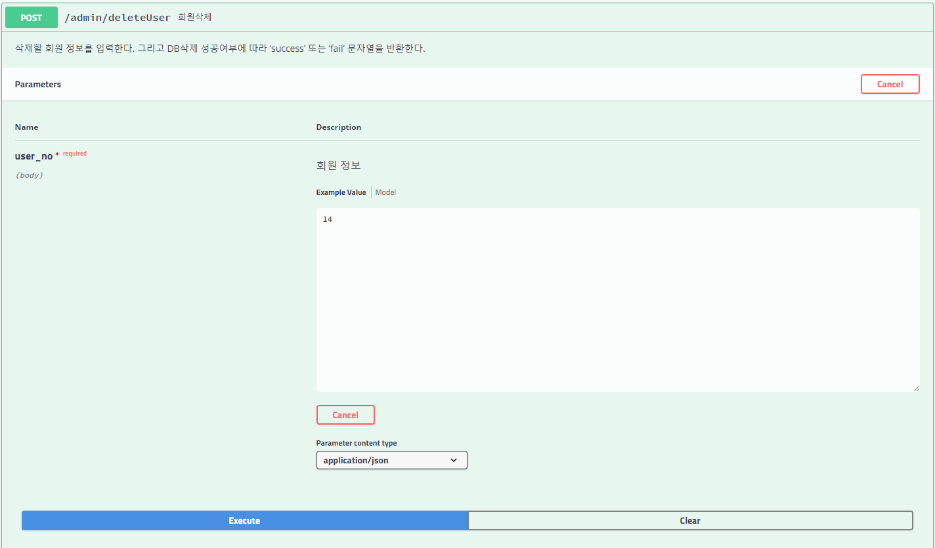 POST /admin/deleteUser 회원삭제
삭제할 회원 정보를 입력한다. 그리고 DB삭제 성공여부에 따라 'success' 또는 'fail' 문자열을 반환한다.
Parameters Cancel
Name Description
user_no * required
(body)
회원 정보
Example Value Model
14
Cancel
Parameter content type
application/json
Execute Clear